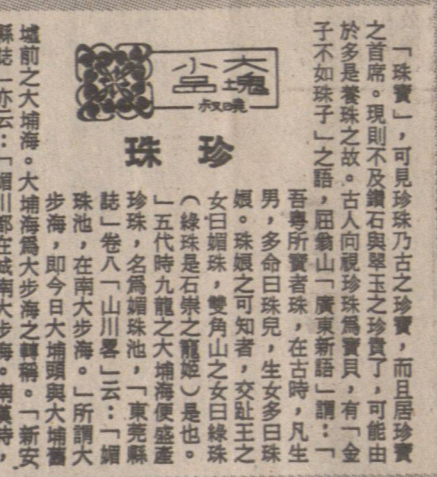 大塊小品
曉叔
珍珠
「珠寶」,可見珍珠乃古之珍寶,而且居珍寶
之首席。現則不及鑽石與翠玉之珍貴了,可能由
於多是養珠之故。古人向視珍珠爲寶貝,有「金
子不如珠子」之語,屈翁山「廣東新語」謂:「
吾粵所寶者珠,在古時,凡生
男,多命曰珠兒,生女多曰珠
娘。珠娘之可知者,交趾王之
女曰媚珠,雙角山之女曰綠珠
(綠珠是石崇之寵姬)是也。
」五代時九龍之大埔海便盛產
珍珠,名爲媚珠池,「東莞縣
誌」卷八「山川畧」云:「媚
珠池,在南大步海。」所謂大
步海,即今日大埔頭與大埔舊
墟前之大埔海。大埔海爲大步海之轉稱。「新安
縣誌」亦云:「媚川都在城南大步海。南漢時,